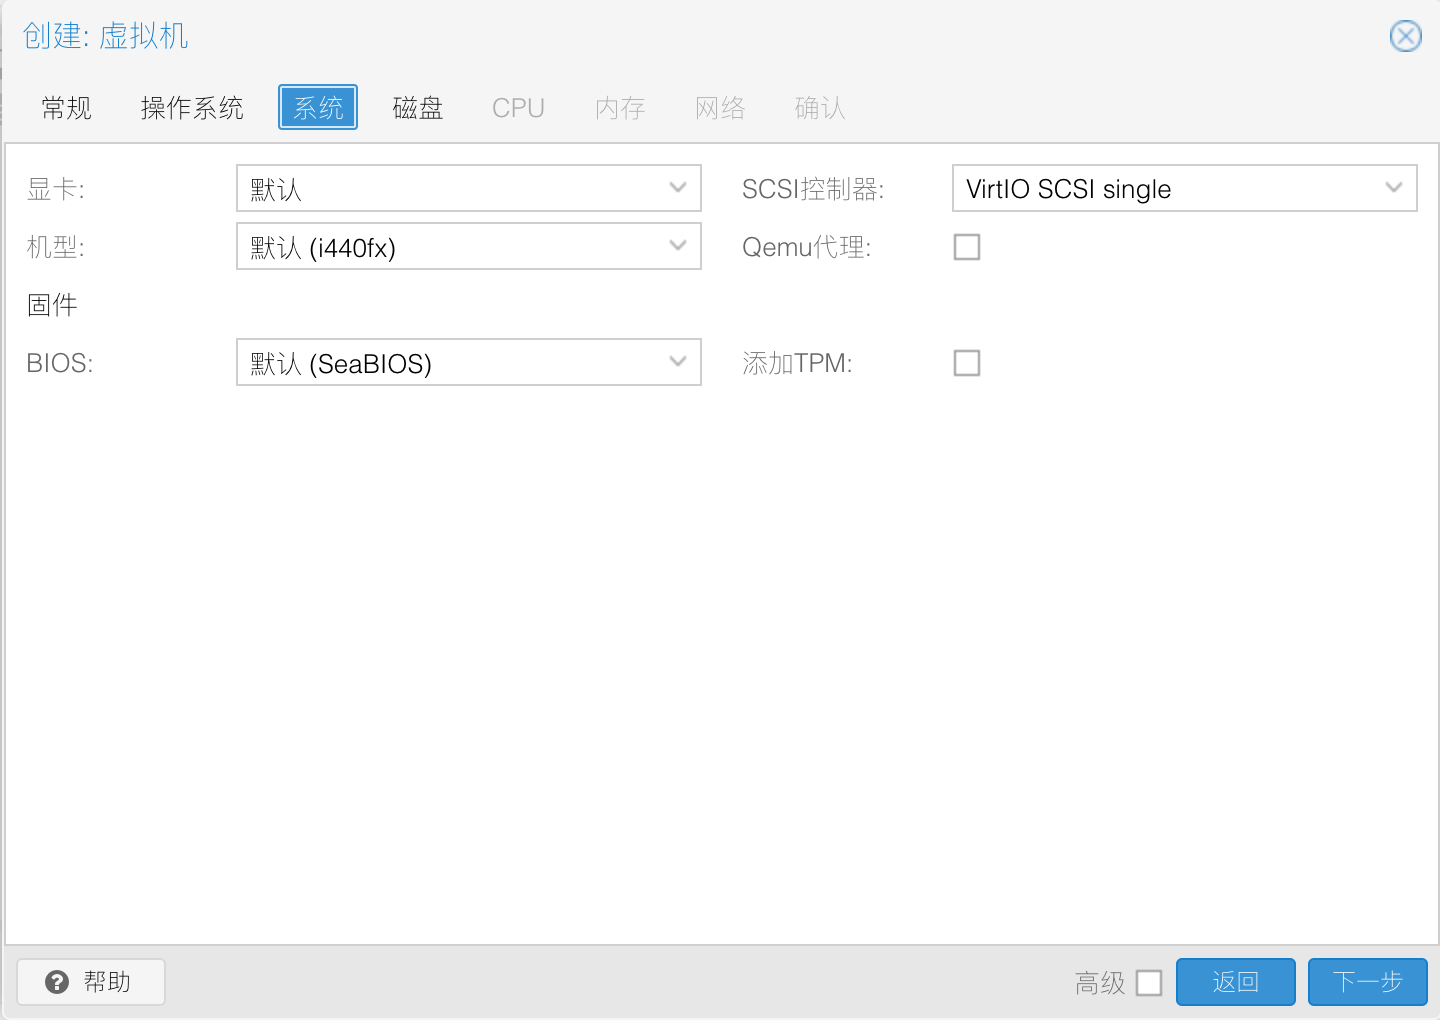 创建: 虚拟机
常规 操作系统 系统 磁盘 CPU 内存 网络 确认
显卡: 默认 SCSI控制器: VirtIO SCSI single
机型: 默认 (i440fx) Qemu代理:
固件
BIOS: 默认 (SeaBIOS) 添加TPM:
帮助 高级 返回 下一步